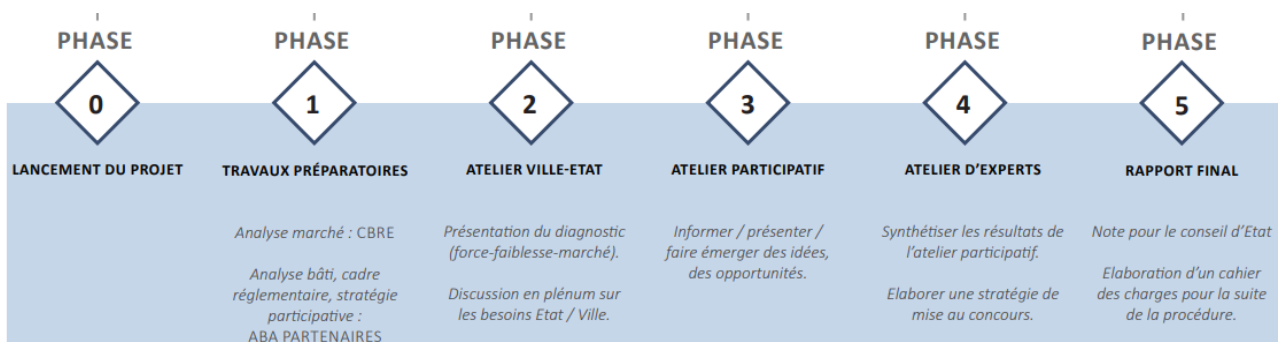 PHASE
0
LANCEMENT DU PROJET
PHASE
1
TRAVAUX PRÉPARATOIRES
Analyse marché : CBRE
Analyse bâti, cadre
réglementaire, stratégie
participative :
ABA PARTENAIRES
PHASE
2
ATELIER VILLE-ETAT
Présentation du diagnostic
(force-faiblesse-marché).
Discussion en plénum sur
les besoins Etat / Ville.
PHASE
3
ATELIER PARTICIPATIF
Informer / présenter /
faire émerger des idées,
des opportunités.
PHASE
4
ATELIER D’EXPERTS
Synthétiser les résultats de
l’atelier participatif.
Elaborer une stratégie de
mise au concours.
PHASE
5
RAPPORT FINAL
Note pour le conseil d’Etat
Elaboration d’un cahier
des charges pour la suite
de la procédure.